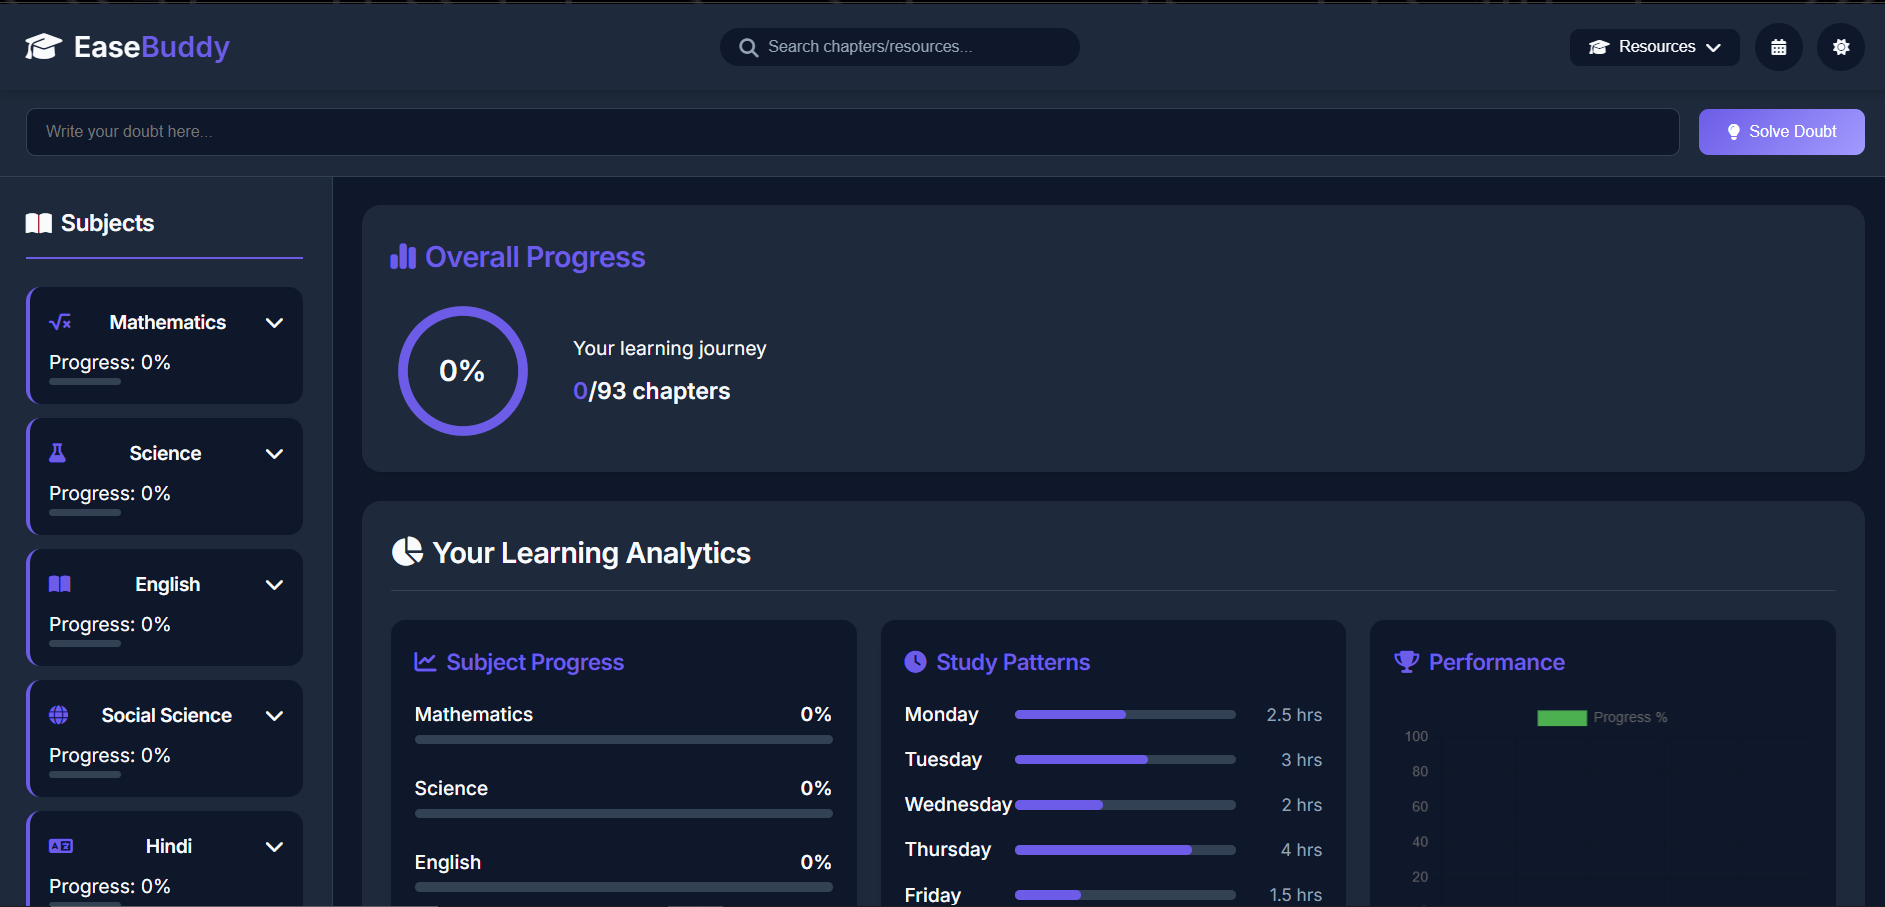 EaseBuddy
Search chapters/resources...
Resources
Write your doubt here...
Solve Doubt
Subjects
Mathematics
Progress: 0%
Science
Progress: 0%
English
Progress: 0%
Social Science
Progress: 0%
Hindi
Progress: 0%
Overall Progress
0%
Your learning journey
0/93 chapters
Your Learning Analytics
Subject Progress
Mathematics 0%
Science 0%
English 0%
Study Patterns
Monday 2.5 hrs
Tuesday 3 hrs
Wednesday 2 hrs
Thursday 4 hrs
Friday 1.5 hrs
Performance
Progress %
100
80
60
40
20